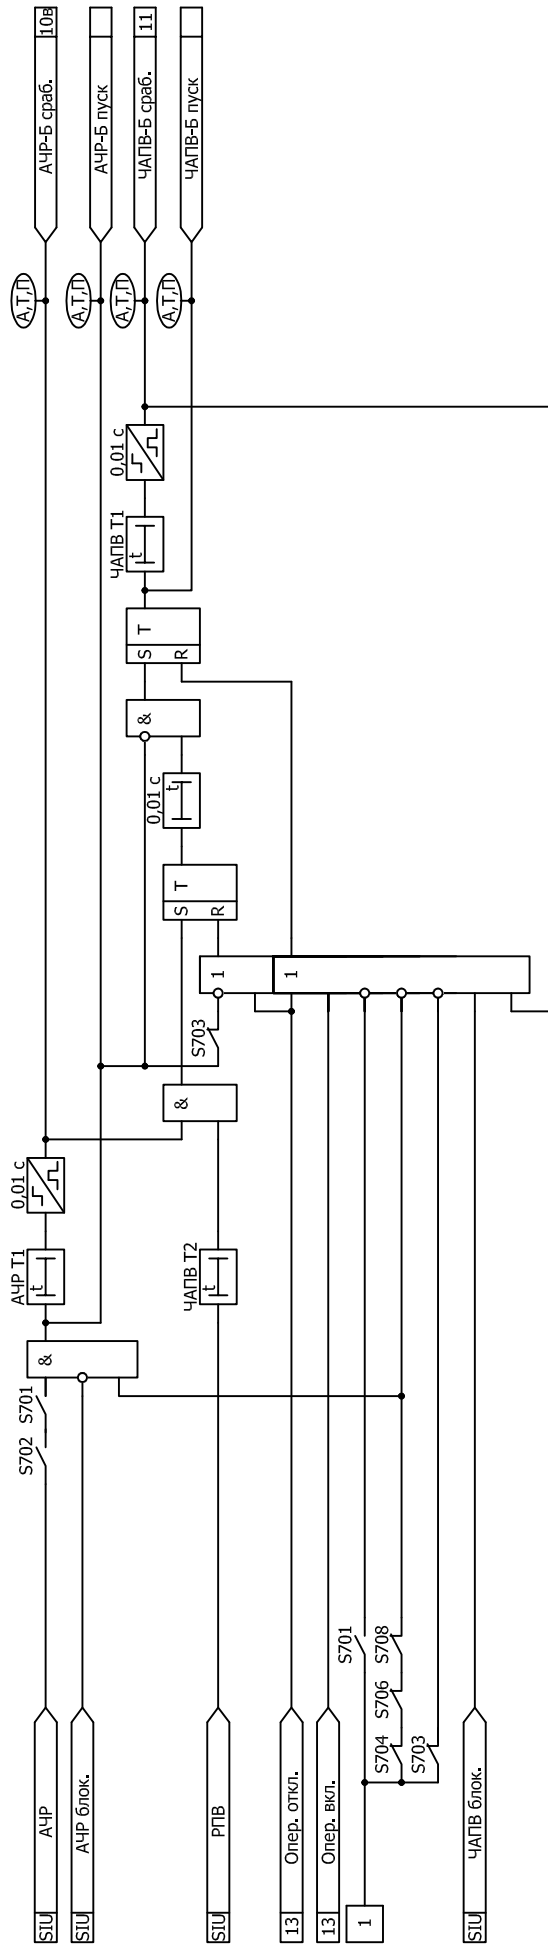 10в
АЧР-Б сраб.
АЧР-Б пуск
11
ЧАПВ-Б сраб.
ЧАПВ-Б пуск
А,Т,П
А,Т,П
А,Т,П
А,Т,П
0,01 с
ЧАПВ Т1
t
S T
R
&
0,01 с
t
S T
R
1
1
S703
&
0,01 с
АЧР Т1
t
ЧАПВ Т2
t
&
S701
S702
S701
S708
S706
S704
S703
SIU
АЧР
SIU
АЧР блок.
SIU
РПВ
13
Опер. откл.
13
Опер. вкл.
1
SIU
ЧАПВ блок.